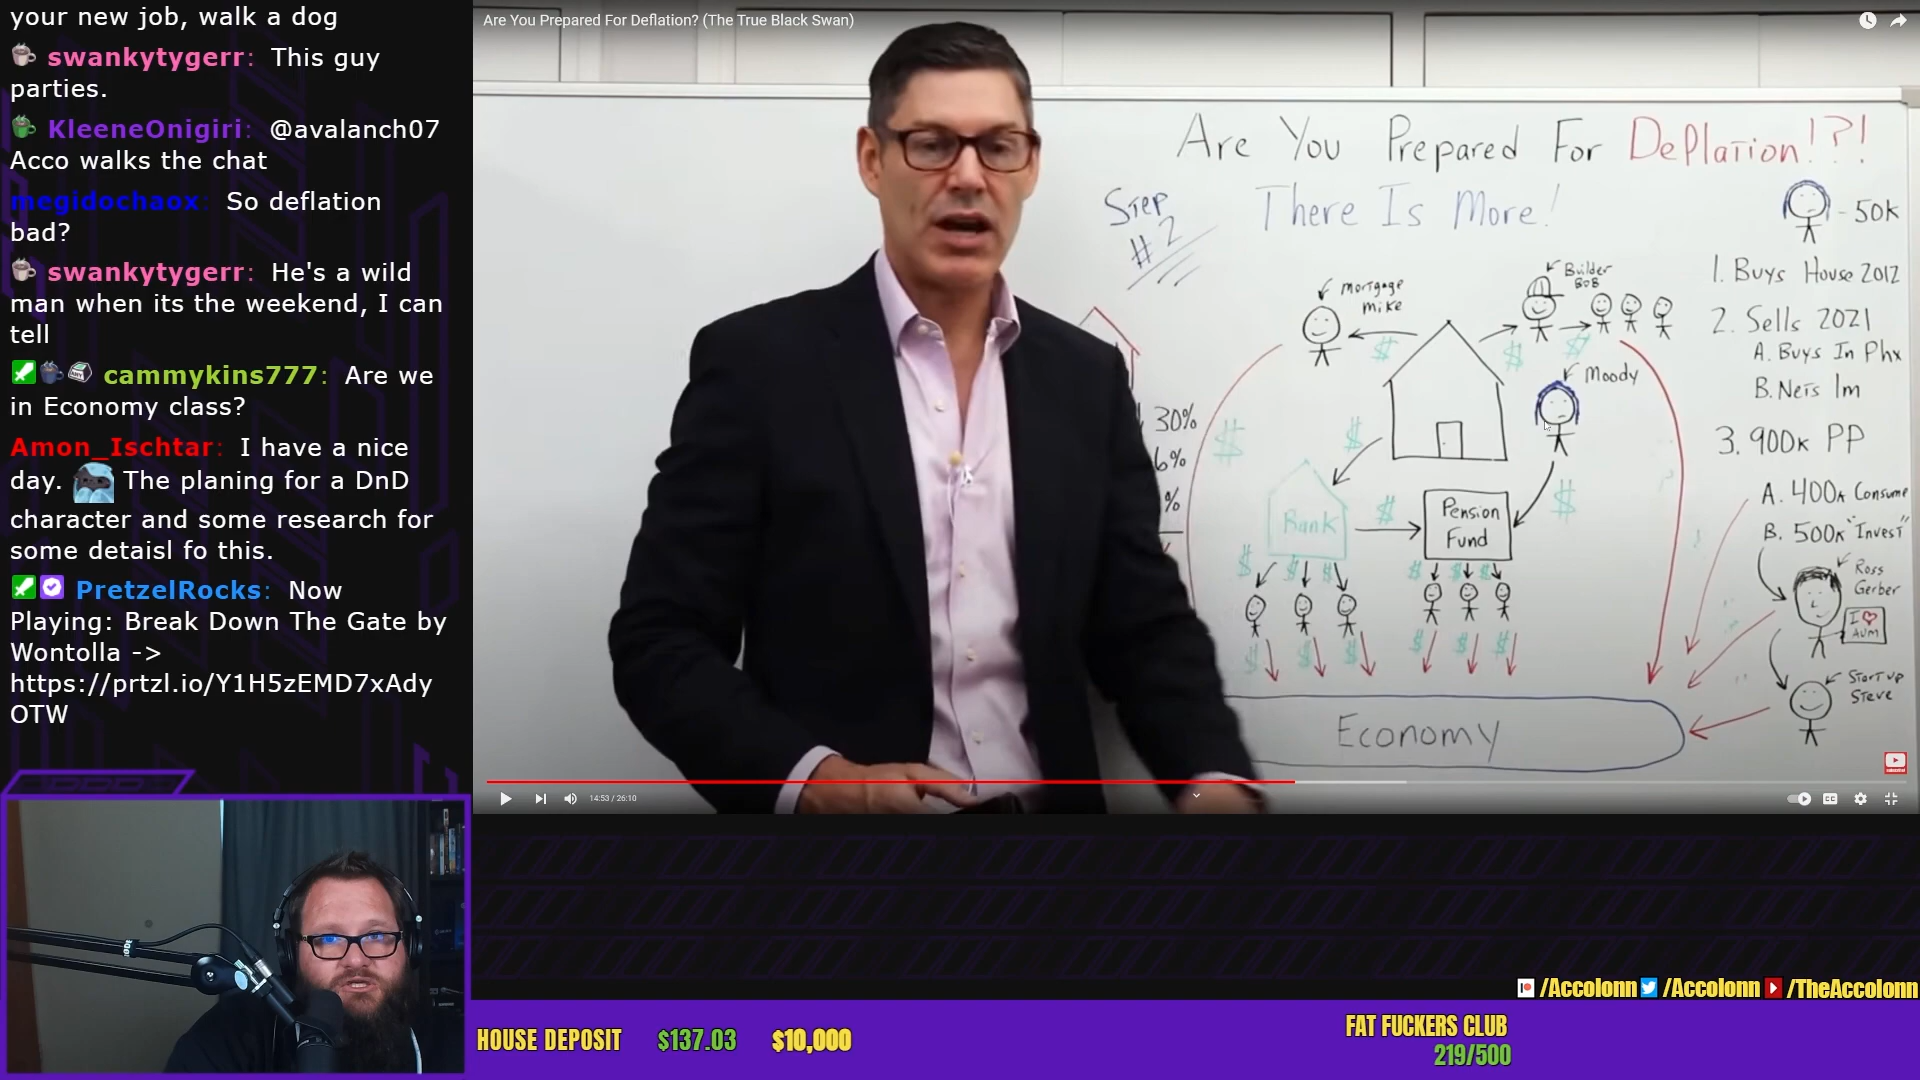 your new job, walk a dog
swankytygerr: This guy
parties.
KleeneOnigiri: @avalanch07
Acco walks the chat
megidochaox: So deflation
bad?
swankytygerr: He's a wild
man when its the weekend, I can
tell
cammykins777: Are we
in Economy class?
Amon_Ischtar: I have a nice
day. The planing for a DnD
character and some research for
some detaisl fo this.
PretzelRocks: Now
Playing: Break Down The Gate by
Wontolla ->
https://prtzl.io/Y1H5zEMD7xAdy
OTW
Are You Prepared For Deflation? (The True Black Swan)
Are You Prepared For Deflation!?!
Step
#2
There Is More!
- 50k
mortgage
mike
Builder
BoB
Moody
1. Buys House 2012
2. Sells 2021
A. Buys In Phx
B. Nets 1m
3. 900k PP
A. 400k Consume
B. 500k "Invest"
Ross
Gerber
I ❤
AUM
Startup
Steve
30%
6%
%
$ $ $
$ $
$ $ $
Bank
Pension
Fund
$ $ $ $ $ $
$ $ $ $ $ $
Economy
14:53 / 26:10
CC
RODE
/Accolonn /Accolonn /TheAccolonn
HOUSE DEPOSIT $137.03 $10,000
FAT FUCKERS CLUB
219/500